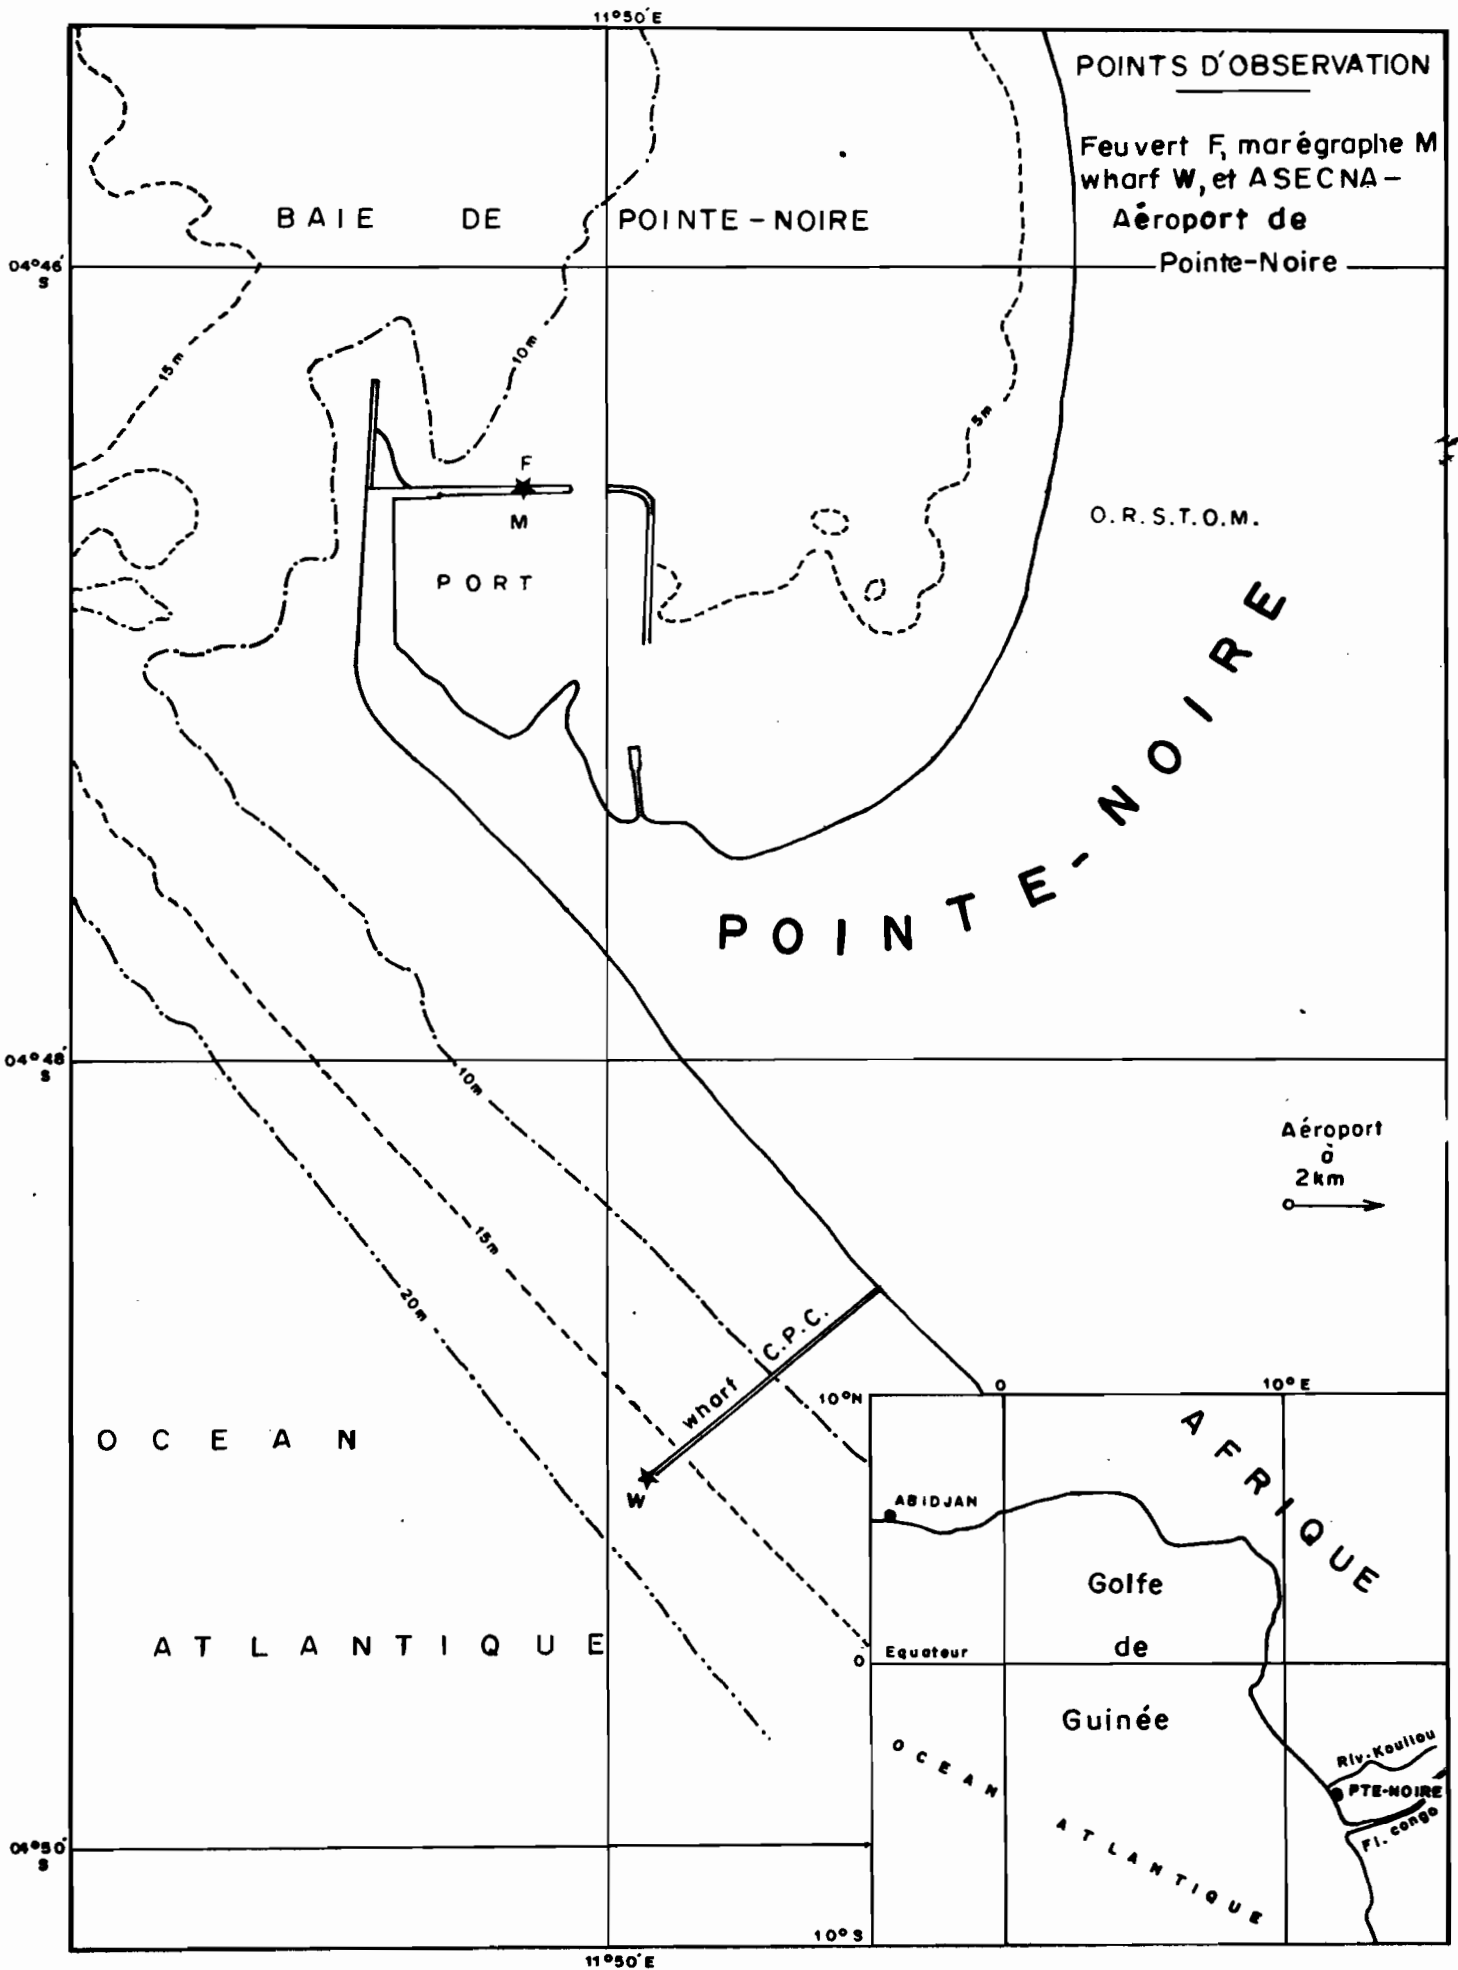 11°50'E
POINTS D'OBSERVATION
Feu vert F, marégraphe M
wharf W, et ASECNA-
Aéroport de
Pointe-Noire
BAIE DE POINTE-NOIRE
04°46'
S
15m
10m
5m
F
M
PORT
O.R.S.T.O.M.
POINTE-NOIRE
04°48'
S
10m
15m
20m
Aéroport
à
2km
wharf C.P.C.
W
OCEAN
ATLANTIQUE
04°50'
S
11°50'E
0
10°E
10°N
AFRIQUE
ABIDJAN
Golfe
de
Guinée
0
Equateur
OCEAN
ATLANTIQUE
Riv. Kouilou
PTE-NOIRE
Fl. congo
10°S